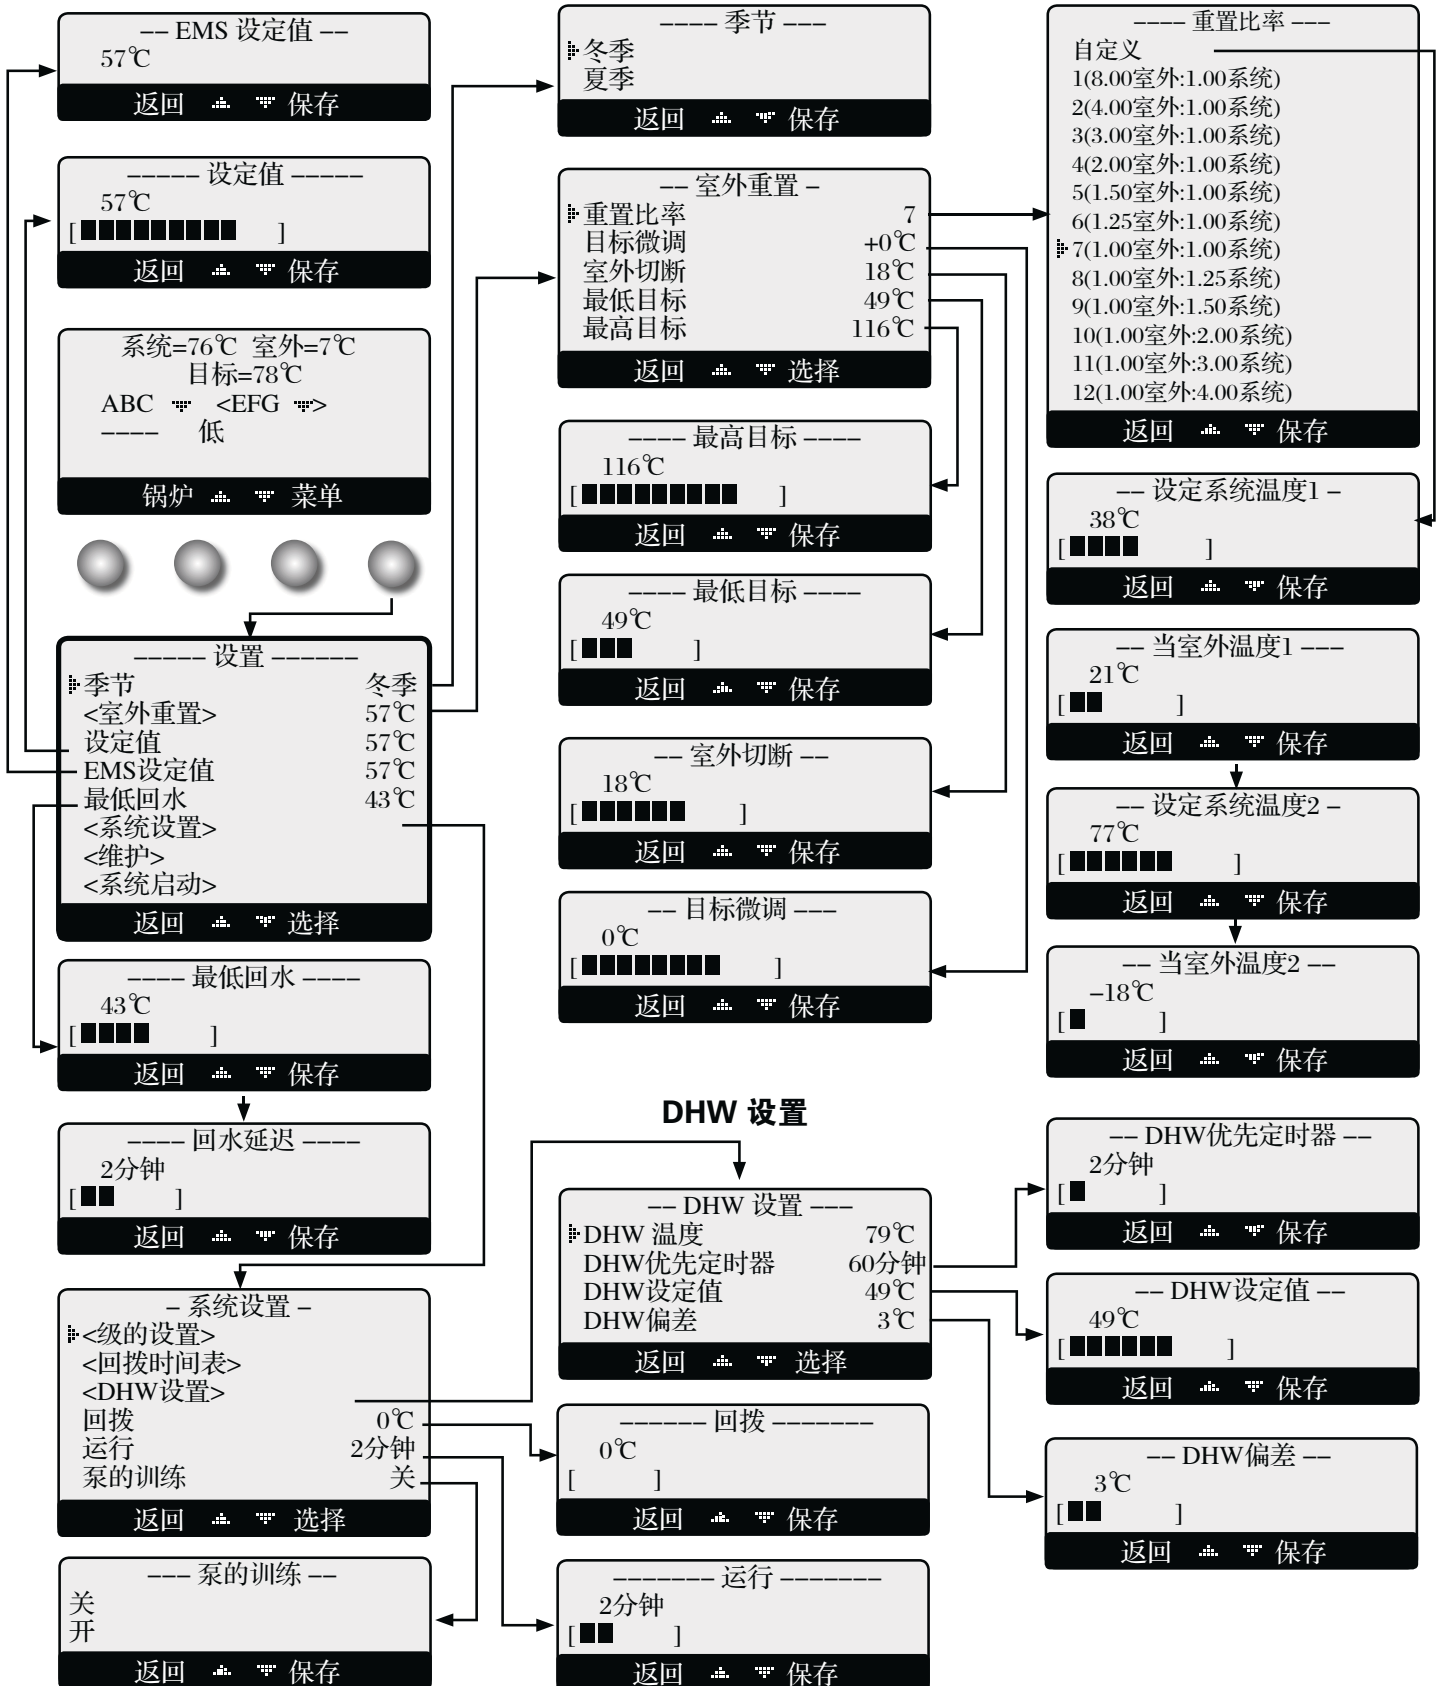 -- EMS 设定值 --
57℃
返回 保存
----- 设定值 -----
57℃
[ ]
返回 保存
系统=76℃ 室外=7℃
目标=78℃
ABC <EFG >
---- 低
锅炉 菜单
----- 设置 ------
季节 冬季
<室外重置> 57℃
设定值 57℃
EMS设定值 57℃
最低回水 43℃
<系统设置>
<维护>
<系统启动>
返回 选择
---- 最低回水 ----
43℃
[ ]
返回 保存
---- 回水延迟 ----
2分钟
[ ]
返回 保存
– 系统设置 –
<级的设置>
<回拨时间表>
<DHW设置>
回拨 0℃
运行 2分钟
泵的训练 关
返回 选择
--- 泵的训练 --
关
开
返回 保存
---- 季节 ---
冬季
夏季
返回 保存
-- 室外重置 –
重置比率 7
目标微调 +0℃
室外切断 18℃
最低目标 49℃
最高目标 116℃
返回 选择
---- 最高目标 ----
116℃
[ ]
返回 保存
---- 最低目标 ----
49℃
[ ]
返回 保存
-- 室外切断 --
18℃
[ ]
返回 保存
-- 目标微调 ---
0℃
[ ]
返回 保存
DHW 设置
-- DHW 设置 ---
DHW 温度 79℃
DHW优先定时器 60分钟
DHW设定值 49℃
DHW偏差 3℃
返回 选择
------ 回拨 -------
0℃
[ ]
返回 保存
------- 运行 -------
2分钟
[ ]
返回 保存
---- 重置比率 ---
自定义
1(8.00室外:1.00系统)
2(4.00室外:1.00系统)
3(3.00室外:1.00系统)
4(2.00室外:1.00系统)
5(1.50室外:1.00系统)
6(1.25室外:1.00系统)
7(1.00室外:1.00系统)
8(1.00室外:1.25系统)
9(1.00室外:1.50系统)
10(1.00室外:2.00系统)
11(1.00室外:3.00系统)
12(1.00室外:4.00系统)
返回 保存
-- 设定系统温度1 –
38℃
[ ]
返回 保存
-- 当室外温度1 ---
21℃
[ ]
返回 保存
-- 设定系统温度2 –
77℃
[ ]
返回 保存
-- 当室外温度2 --
–18℃
[ ]
返回 保存
-- DHW优先定时器 --
2分钟
[ ]
返回 保存
-- DHW设定值 --
49℃
[ ]
返回 保存
-- DHW偏差 --
3℃
[ ]
返回 保存